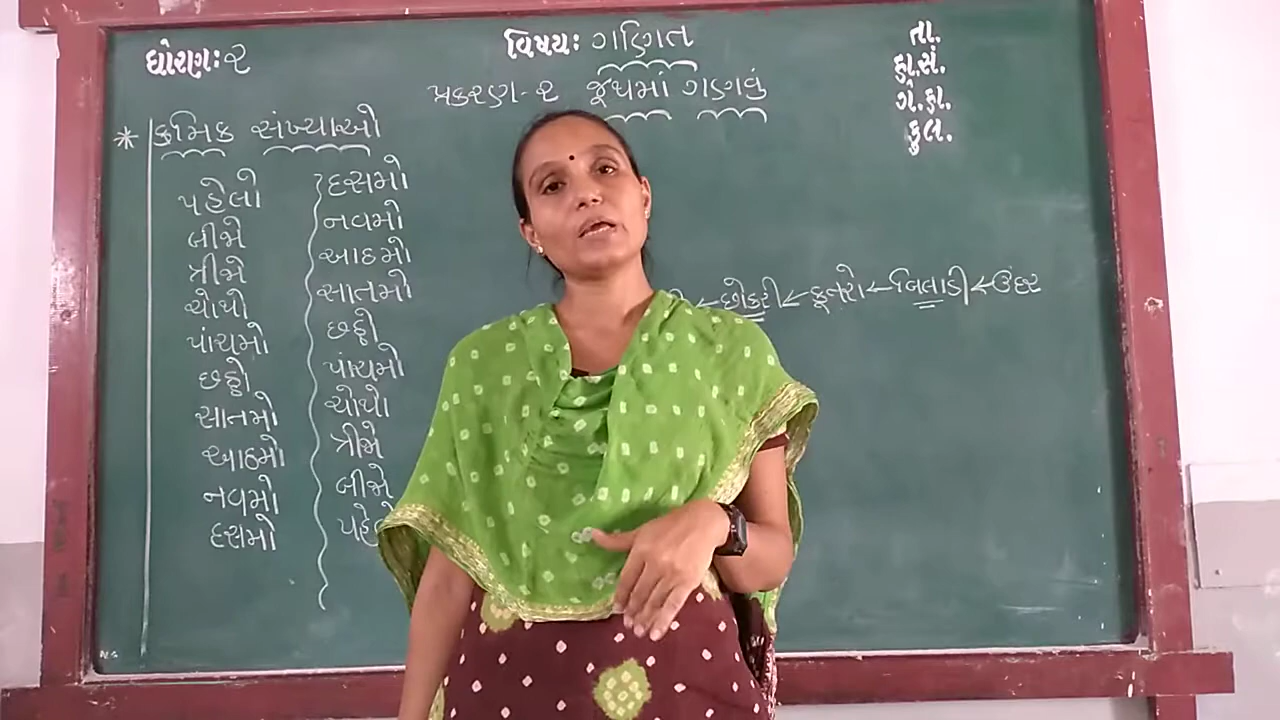 ધોરણ: ૨
વિષય: ગણિત
પ્રકરણ-૨ જૂથમાં ગણવું
તા.
હા.સં.
ગે.હા.
કુલ.
* ક્રમિક સંખ્યાઓ
પહેલો
બીજો
ત્રીજો
ચોથો
પાંચમો
છઠ્ઠો
સાતમો
આઠમો
નવમો
દસમો
દસમો
નવમો
આઠમો
સાતમો
છઠ્ઠો
પાંચમો
ચોથો
ત્રીજો
બીજો
←છોકરી← કૂતરો←બિલાડી←ઉંદર